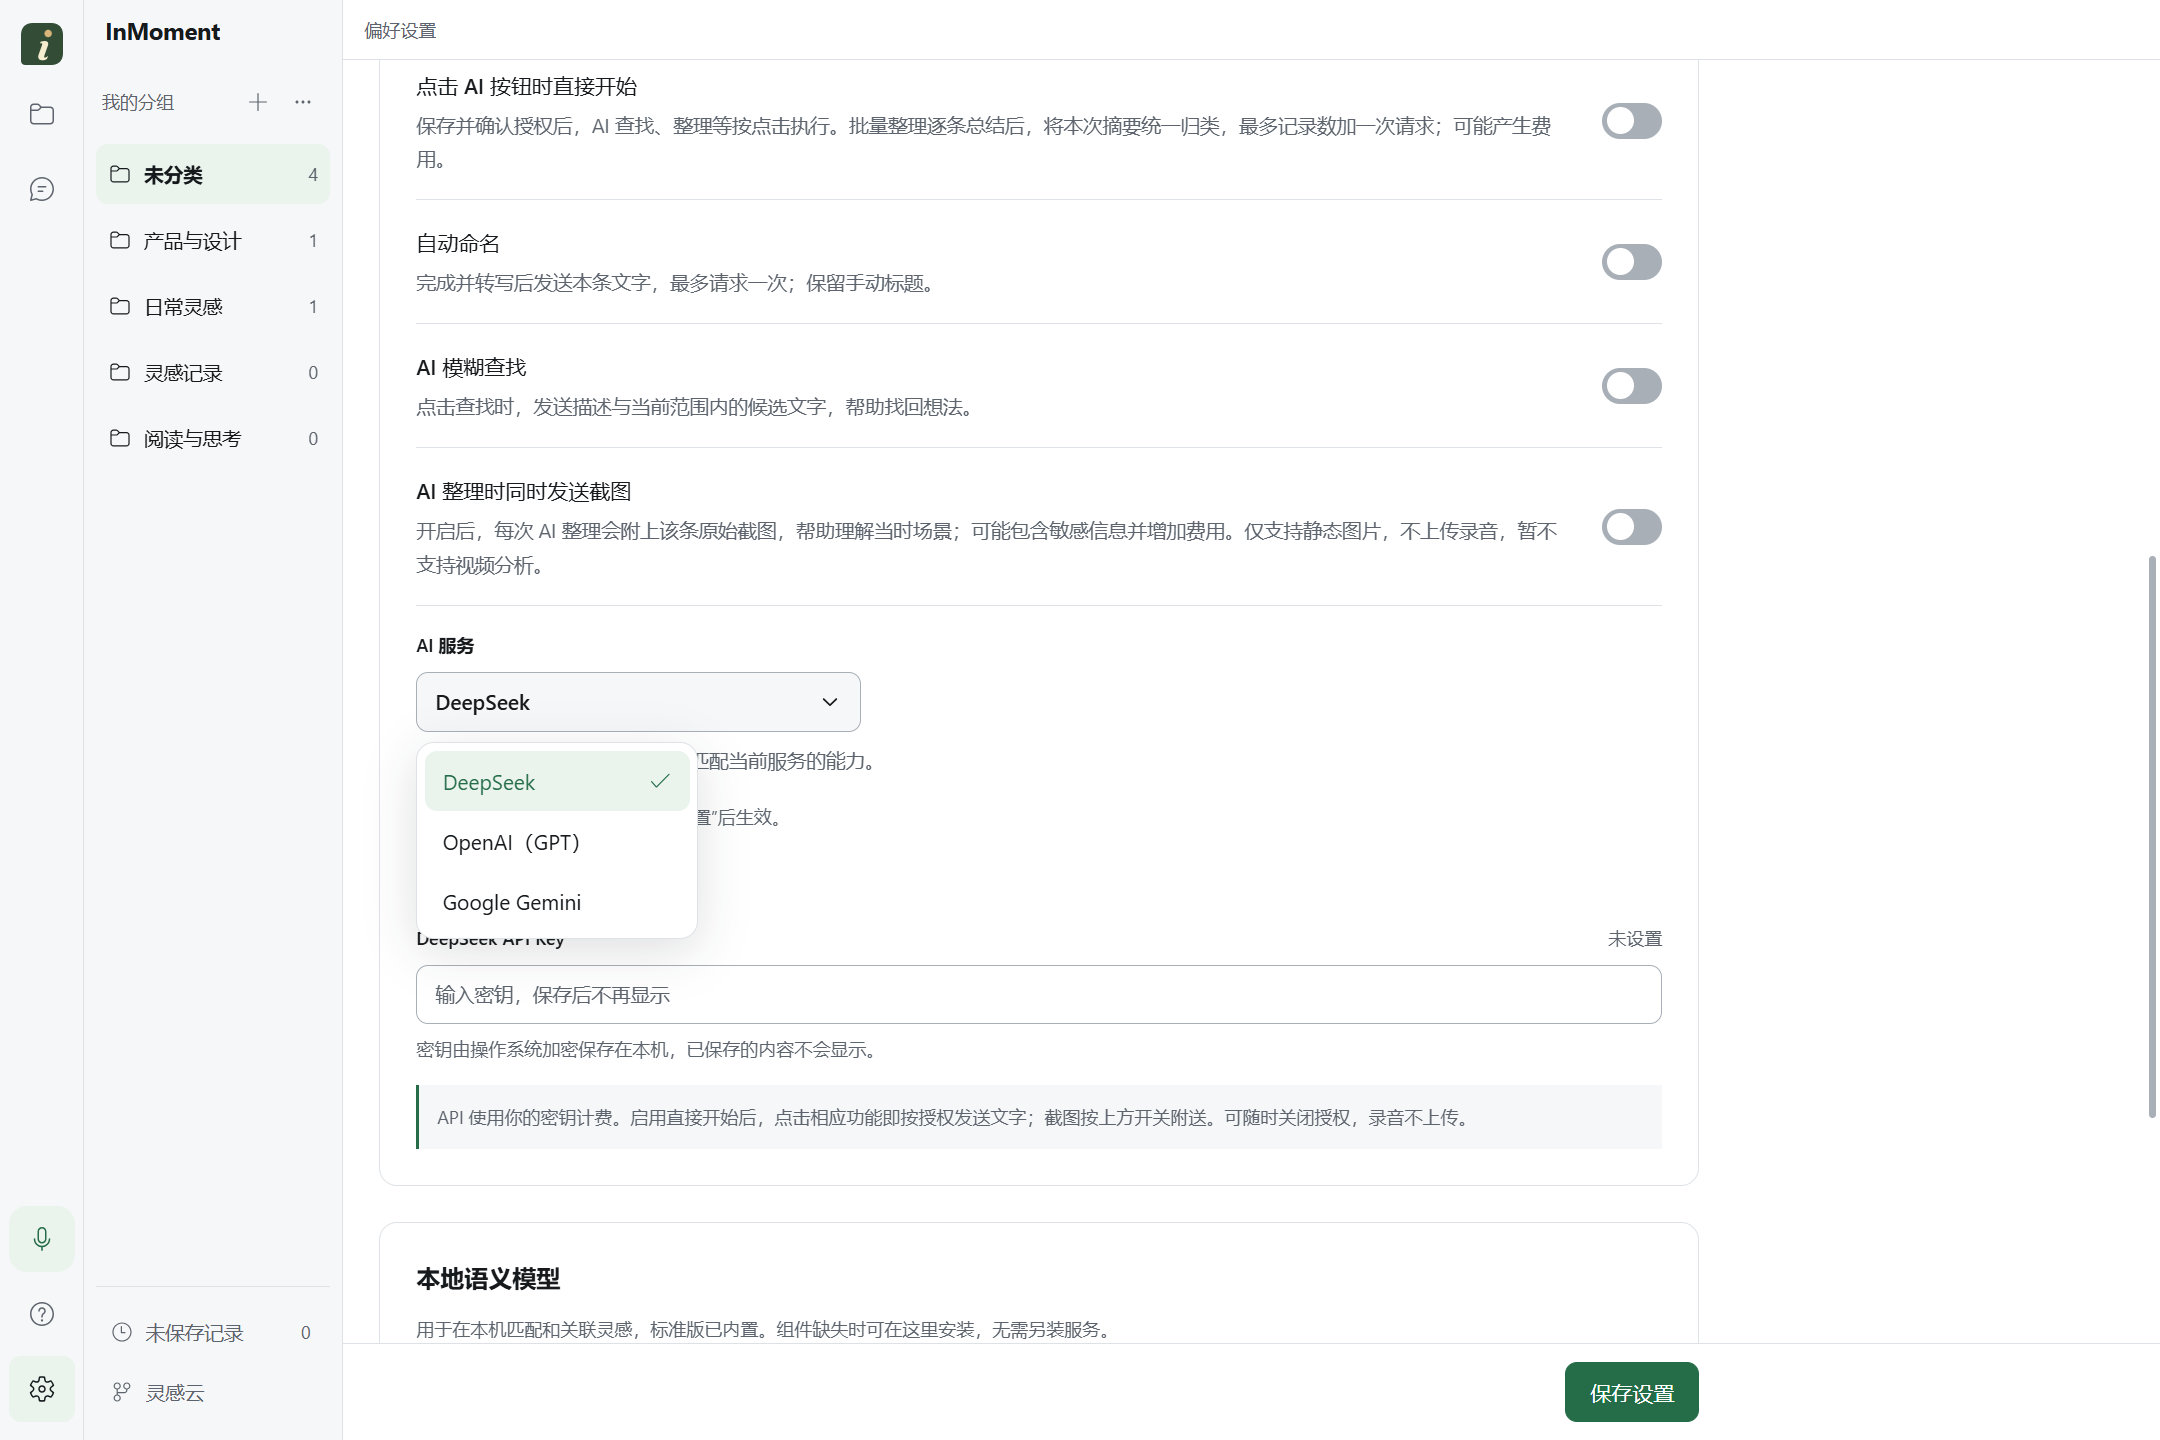 InMoment
我的分组
未分类 4
产品与设计 1
日常灵感 1
灵感记录 0
阅读与思考 0
未保存记录 0
灵感云
偏好设置
点击 AI 按钮时直接开始
保存并确认授权后，AI 查找、整理等按点击执行。批量整理逐条总结后，将本次摘要统一归类，最多记录数加一次请求；可能产生费
用。
自动命名
完成并转写后发送本条文字，最多请求一次；保留手动标题。
AI 模糊查找
点击查找时，发送描述与当前范围内的候选文字，帮助找回想法。
AI 整理时同时发送截图
开启后，每次 AI 整理会附上该条原始截图，帮助理解当时场景；可能包含敏感信息并增加费用。仅支持静态图片，不上传录音，暂不
支持视频分析。
AI 服务
DeepSeek
匹配当前服务的能力。
置”后生效。
DeepSeek
OpenAI（GPT）
Google Gemini
DeepSeek API Key 未设置
输入密钥，保存后不再显示
密钥由操作系统加密保存在本机，已保存的内容不会显示。
API 使用你的密钥计费。启用直接开始后，点击相应功能即按授权发送文字；截图按上方开关附送。可随时关闭授权，录音不上传。
本地语义模型
用于在本机匹配和关联灵感，标准版已内置。组件缺失时可在这里安装，无需另装服务。
保存设置